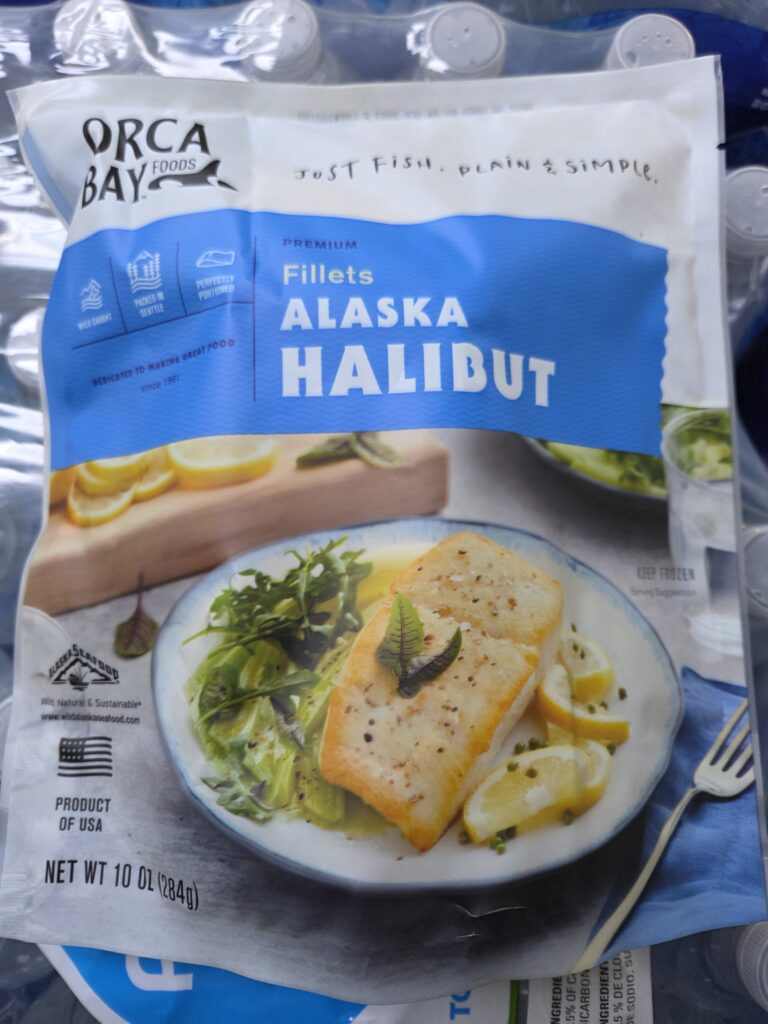 ORCA
BAY FOODS
JUST FISH. PLAIN & SIMPLE.
WILD CAUGHT
PACKED IN
SEATTLE
PERFECTLY
PORTIONED
DEDICATED TO MAKING GREAT FOOD
Since 1981
PREMIUM
Fillets
ALASKA
HALIBUT
KEEP FROZEN
Serving Suggestion
ALASKA SEAFOOD
Wild, Natural & Sustainable®
www.wildalaskaseafood.com
PRODUCT
OF USA
NET WT 10 OZ (284g)